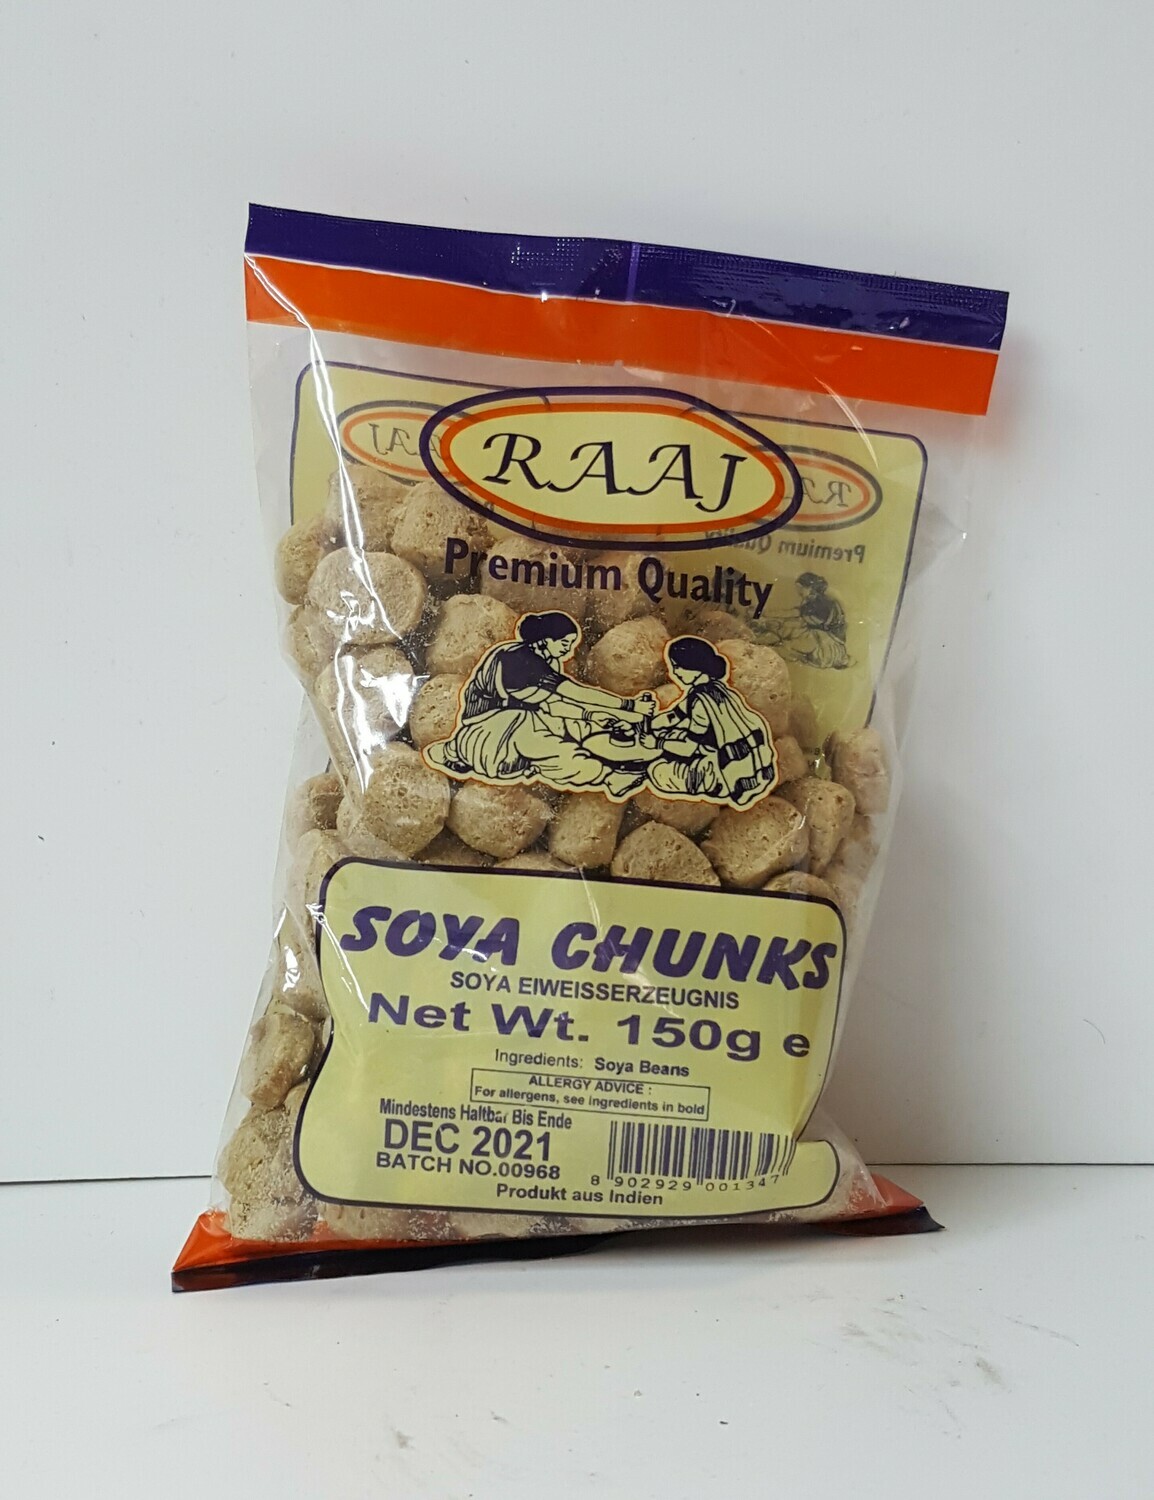 RAAJ
Premium Quality
SOYA CHUNKS
SOYA EIWEISSERZEUGNIS
Net Wt. 150g e
Ingredients: Soya Beans
ALLERGY ADVICE :
For allergens, see ingredients in bold
Mindestens Haltbar Bis Ende
DEC 2021
BATCH NO.00968
8 902929 001347
Produkt aus Indien